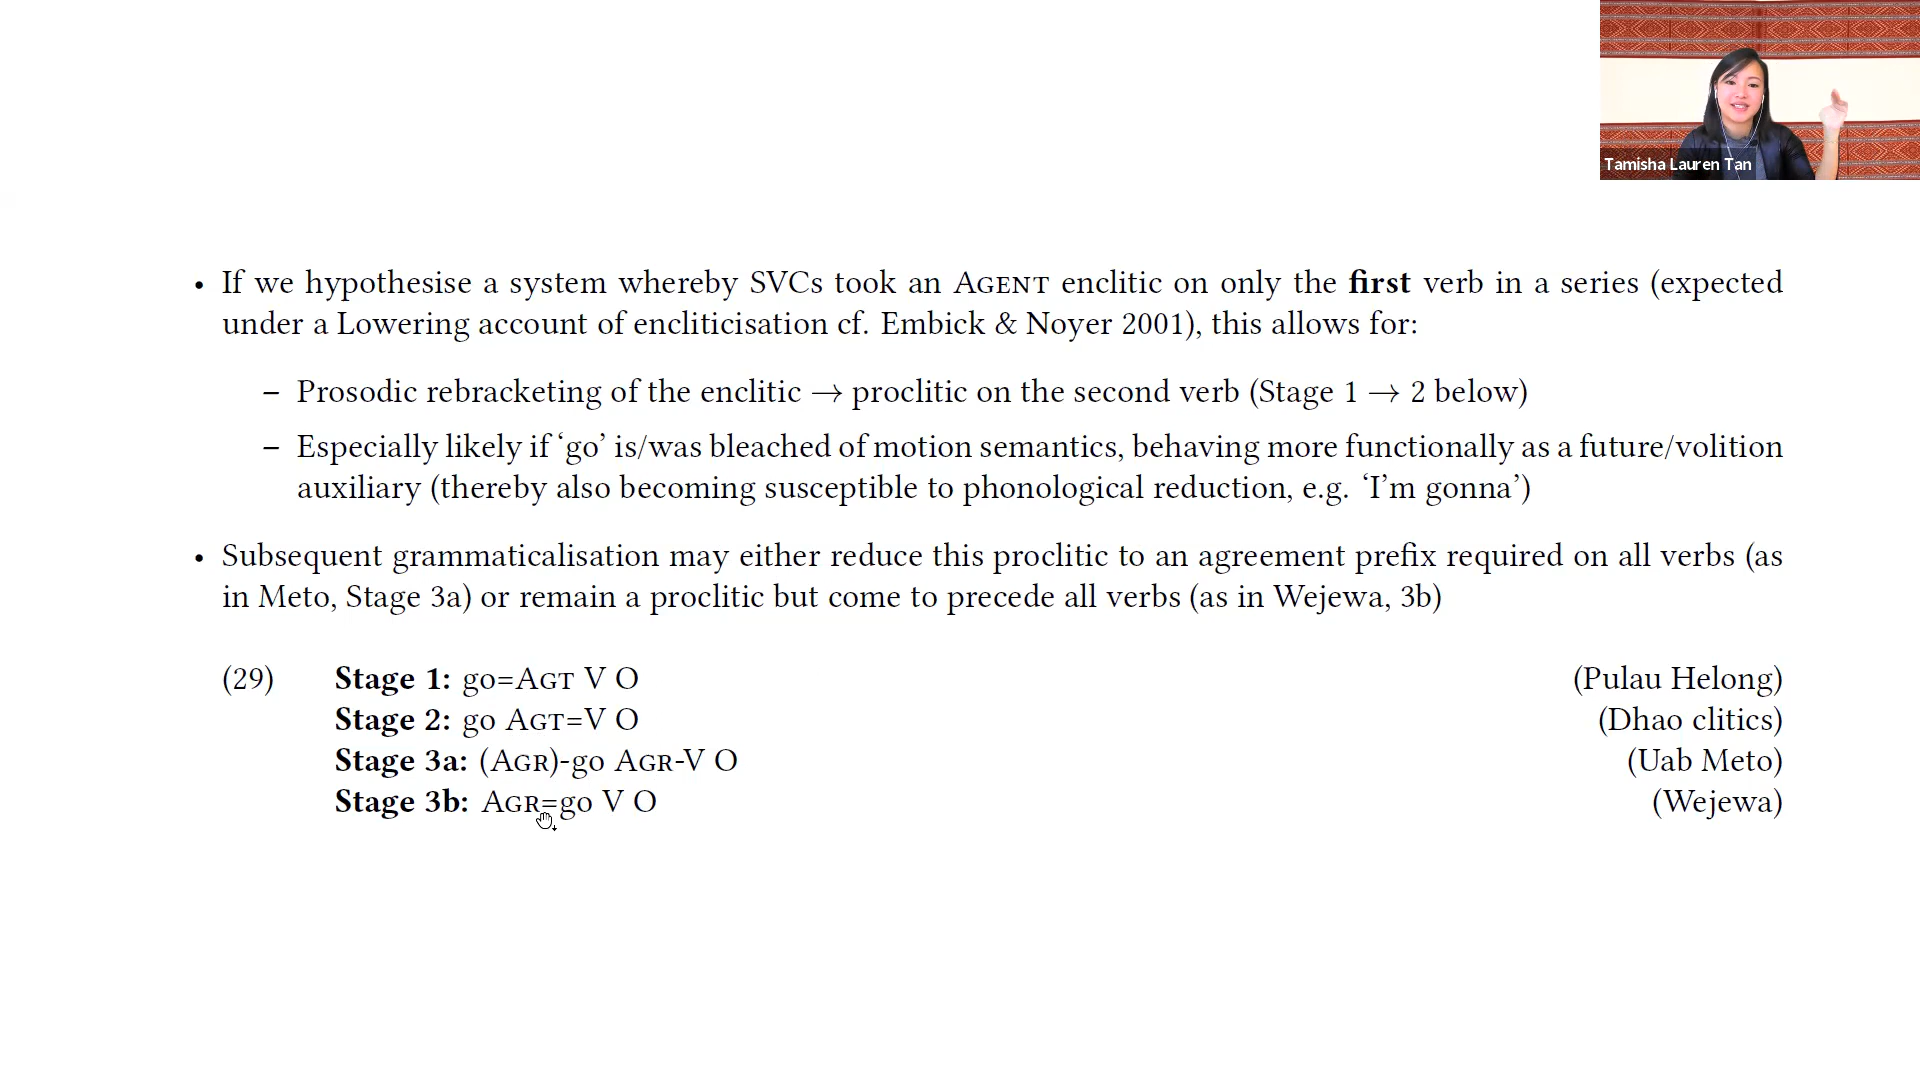 Tamisha Lauren Tan
• If we hypothesise a system whereby SVCs took an AGENT enclitic on only the first verb in a series (expected
under a Lowering account of encliticisation cf. Embick & Noyer 2001), this allows for:
– Prosodic rebracketing of the enclitic → proclitic on the second verb (Stage 1 → 2 below)
– Especially likely if ‘go’ is/was bleached of motion semantics, behaving more functionally as a future/volition
auxiliary (thereby also becoming susceptible to phonological reduction, e.g. ‘I’m gonna’)
• Subsequent grammaticalisation may either reduce this proclitic to an agreement prefix required on all verbs (as
in Meto, Stage 3a) or remain a proclitic but come to precede all verbs (as in Wejewa, 3b)
(29) Stage 1: go=AGT V O (Pulau Helong)
Stage 2: go AGT=V O (Dhao clitics)
Stage 3a: (AGR)-go AGR-V O (Uab Meto)
Stage 3b: AGR=go V O (Wejewa)